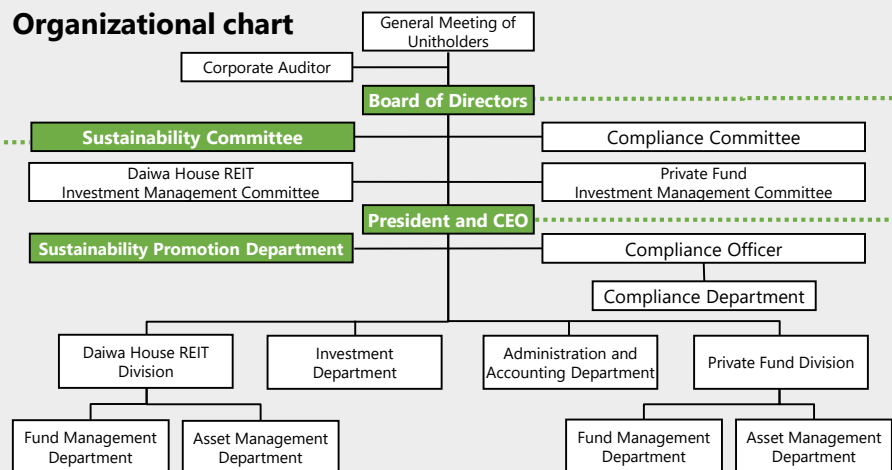 Organizational chart
General Meeting of
Unitholders
Corporate Auditor
Board of Directors
Sustainability Committee
Compliance Committee
Daiwa House REIT
Investment Management Committee
Private Fund
Investment Management Committee
President and CEO
Sustainability Promotion Department
Compliance Officer
Compliance Department
Daiwa House REIT
Division
Investment
Department
Administration and
Accounting Department
Private Fund Division
Fund Management
Department
Asset Management
Department
Fund Management
Department
Asset Management
Department